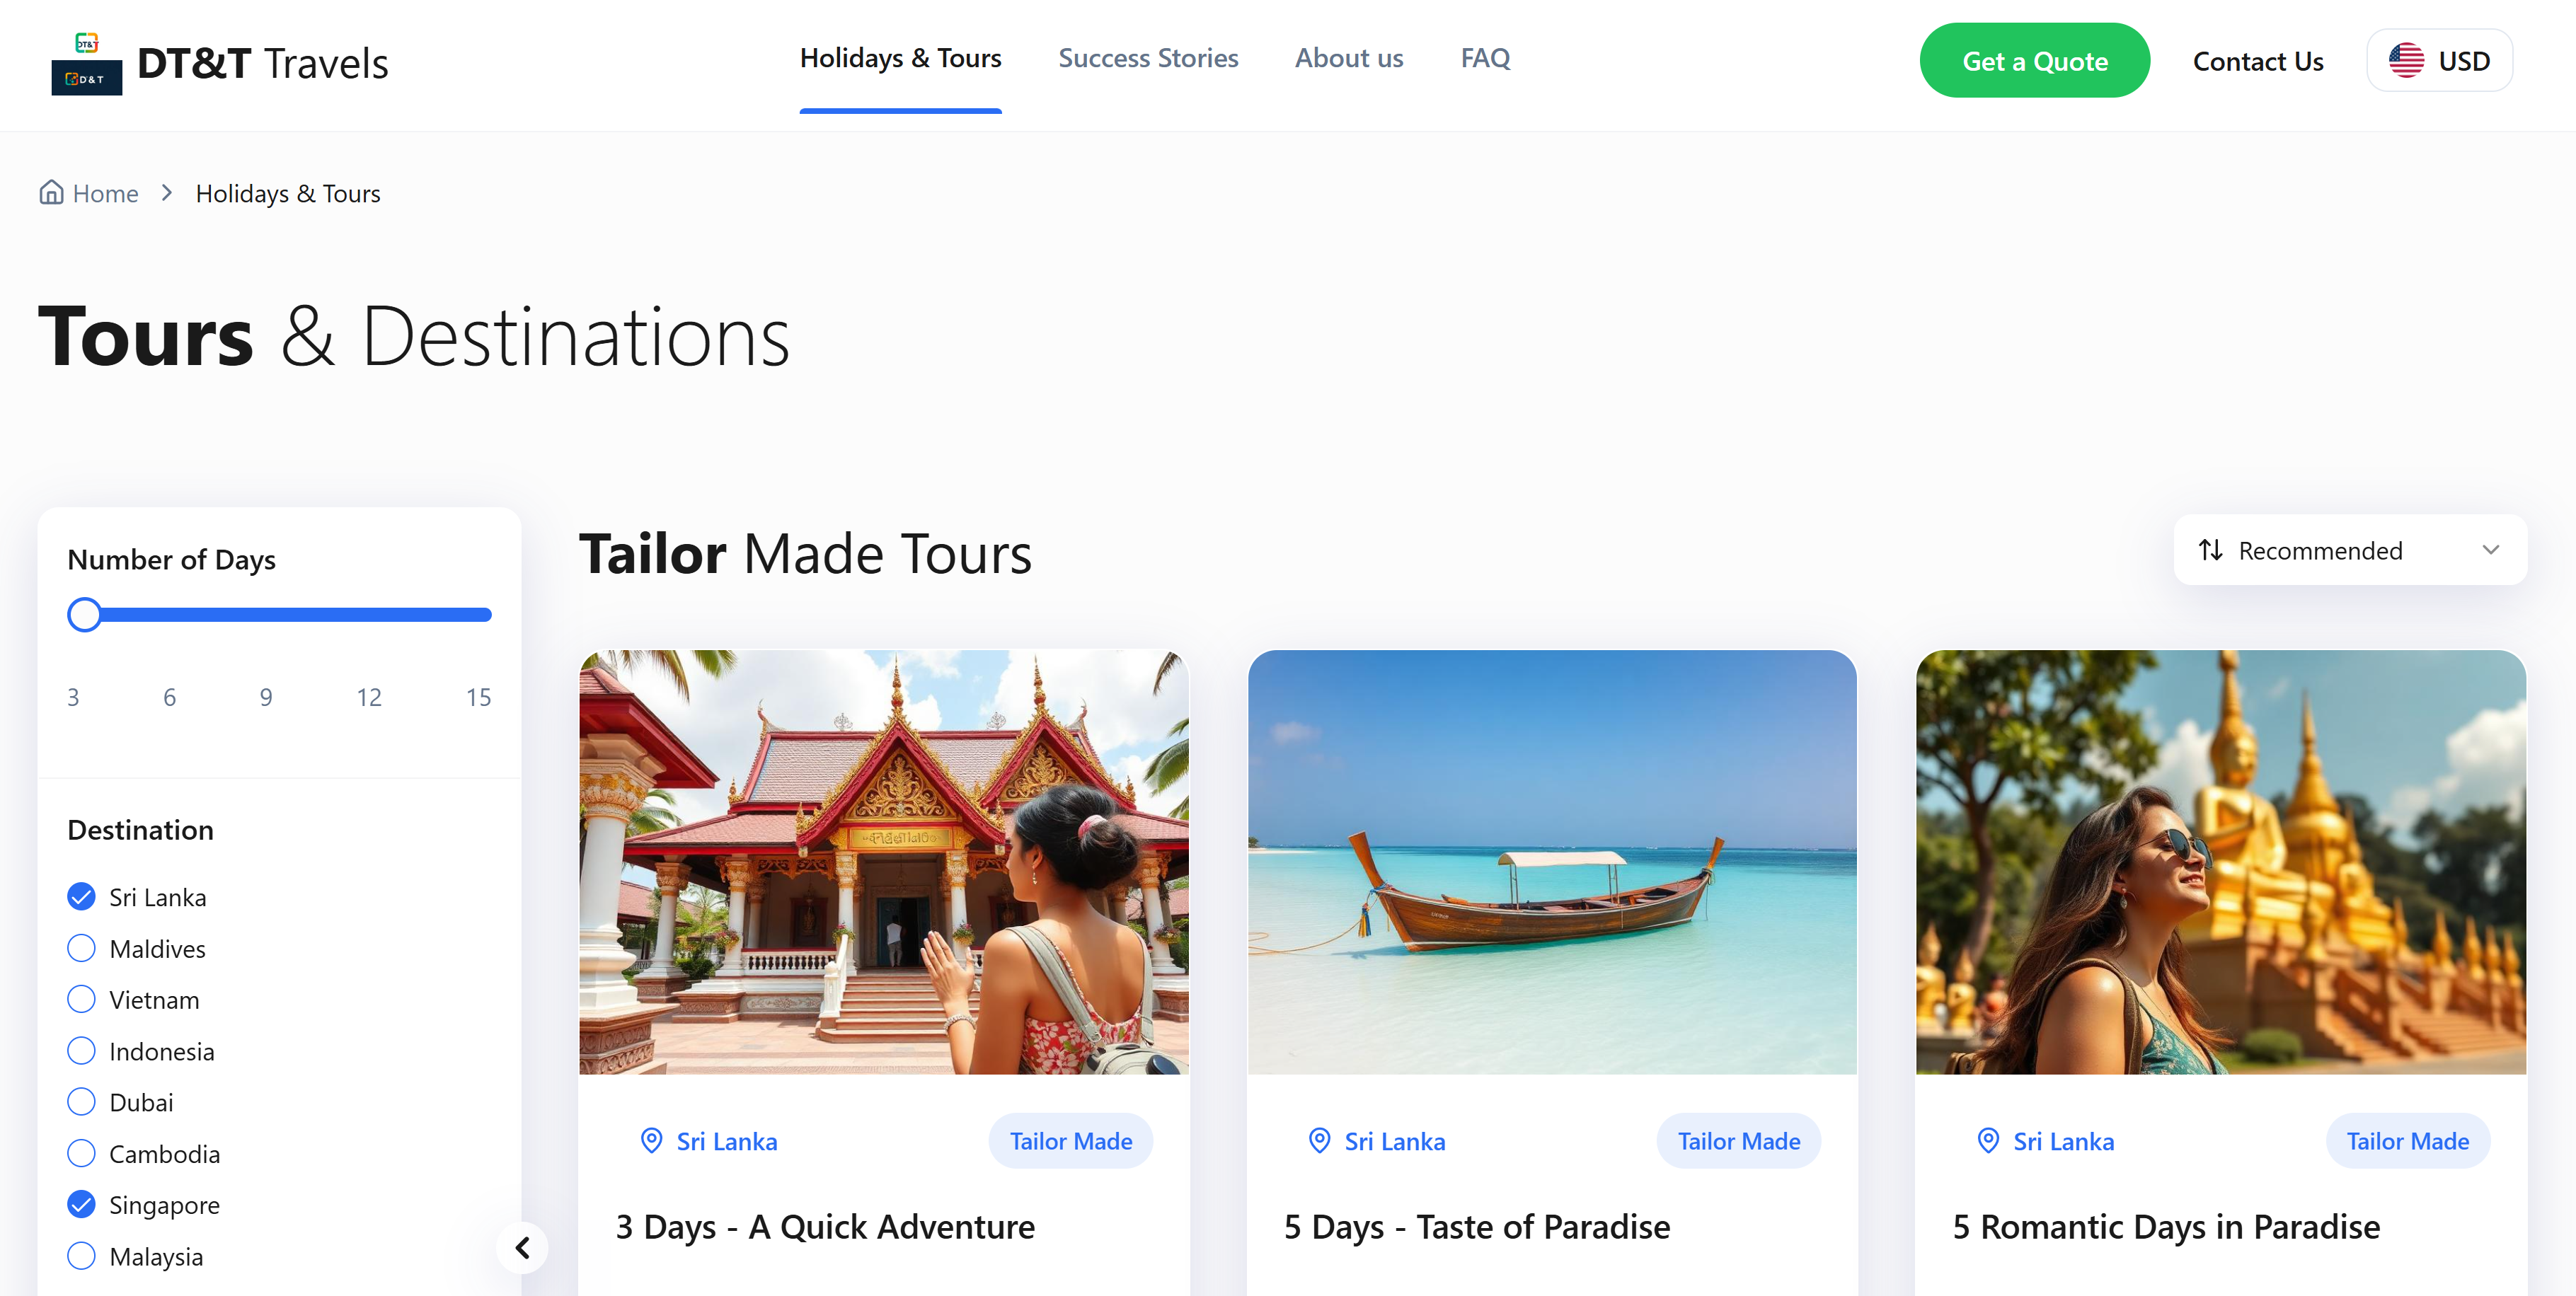 DT&T
D&T
DT&T Travels
Holidays & Tours
Success Stories
About us
FAQ
Get a Quote
Contact Us
USD
Home
Holidays & Tours
Tours & Destinations
Number of Days
3 6 9 12 15
Destination
Sri Lanka
Maldives
Vietnam
Indonesia
Dubai
Cambodia
Singapore
Malaysia
Tailor Made Tours
Recommended
Sri Lanka
Tailor Made
3 Days - A Quick Adventure
Sri Lanka
Tailor Made
5 Days - Taste of Paradise
Sri Lanka
Tailor Made
5 Romantic Days in Paradise